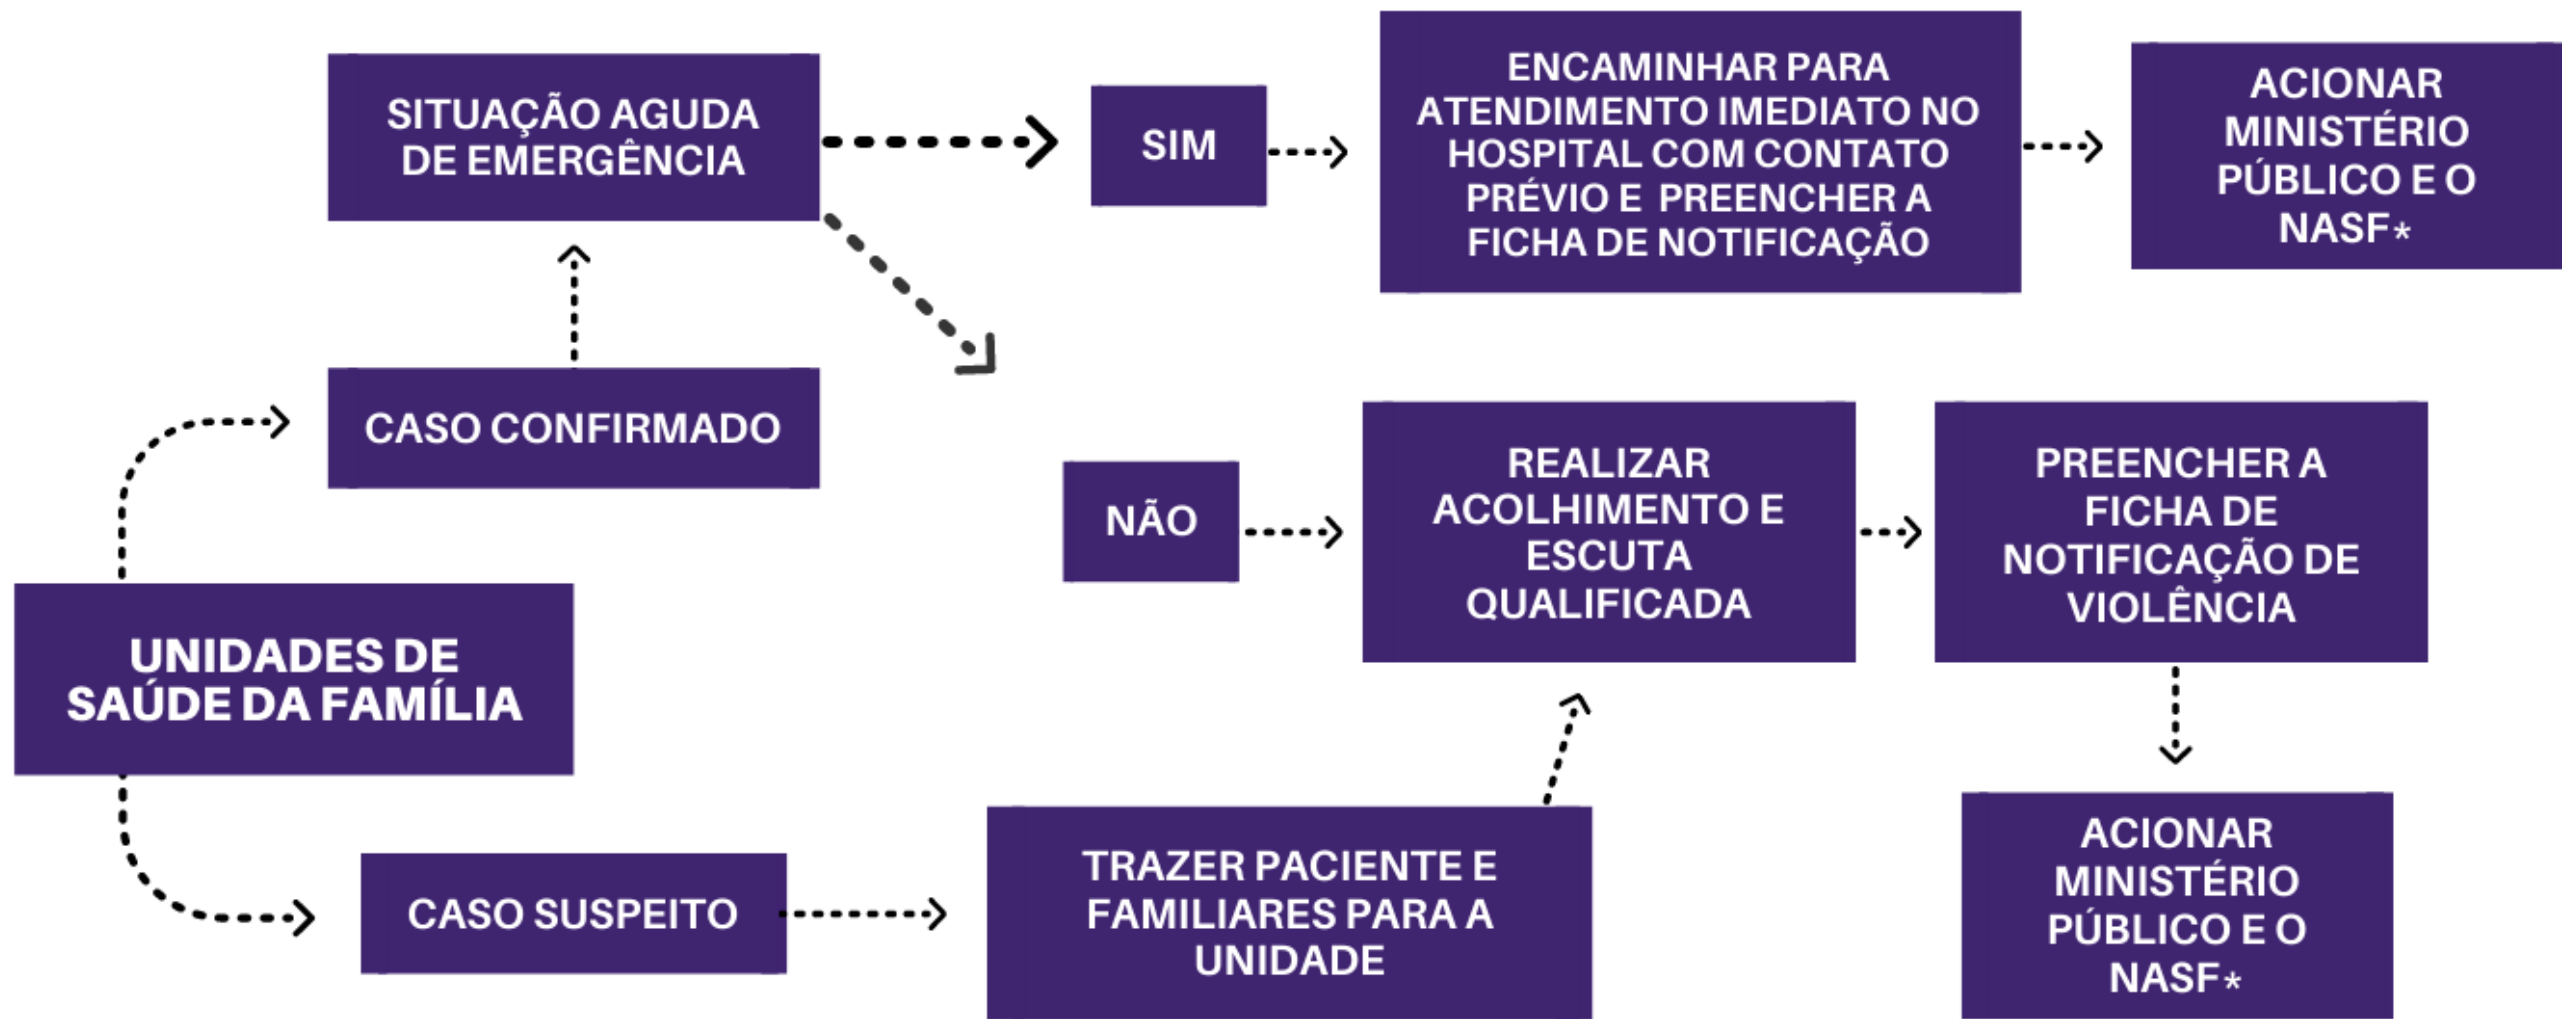 SITUAÇÃO AGUDA
DE EMERGÊNCIA
SIM
ENCAMINHAR PARA
ATENDIMENTO IMEDIATO NO
HOSPITAL COM CONTATO
PRÉVIO E PREENCHER A
FICHA DE NOTIFICAÇÃO
ACIONAR
MINISTÉRIO
PÚBLICO E O
NASF*
CASO CONFIRMADO
NÃO
REALIZAR
ACOLHIMENTO E
ESCUTA
QUALIFICADA
PREENCHER A
FICHA DE
NOTIFICAÇÃO DE
VIOLÊNCIA
UNIDADES DE
SAÚDE DA FAMÍLIA
CASO SUSPEITO
TRAZER PACIENTE E
FAMILIARES PARA A
UNIDADE
ACIONAR
MINISTÉRIO
PÚBLICO E O
NASF*